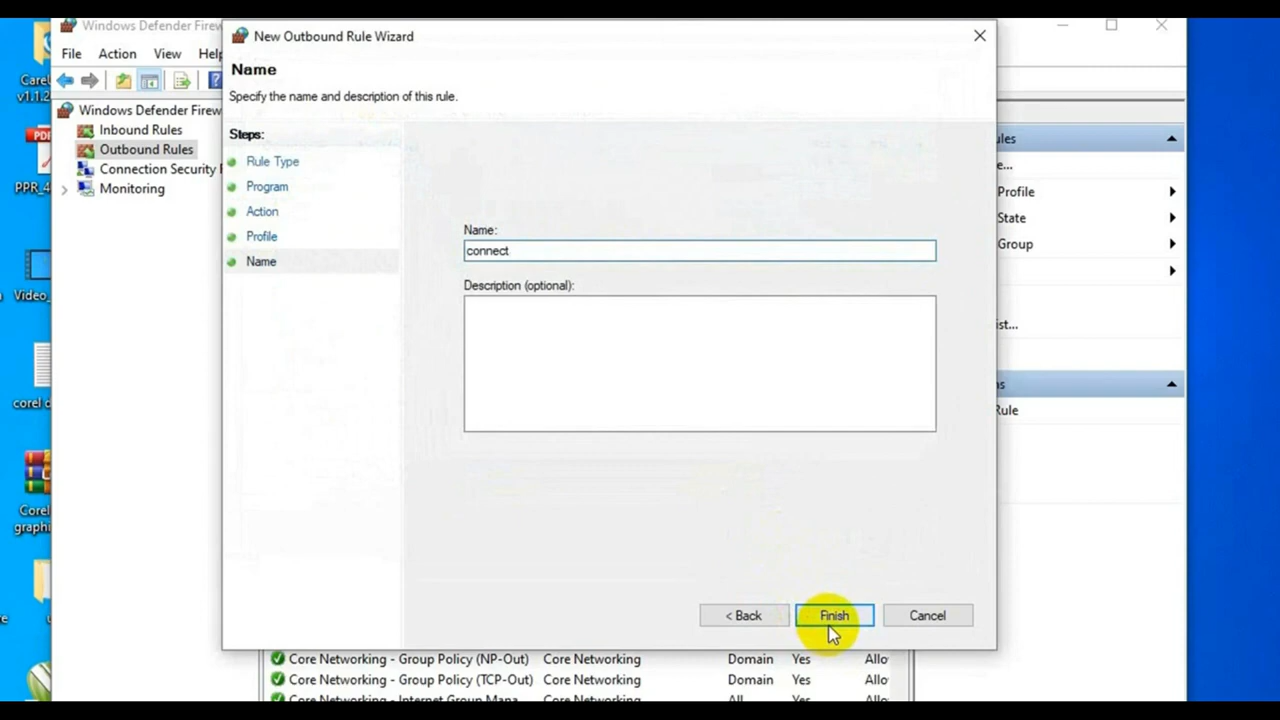 Windows Defender Firew
New Outbound Rule Wizard
File Action View Help
Name
Specify the name and description of this rule.
Steps:
Rule Type
Program
Action
Profile
Name
Name:
connect
Description (optional):
< Back
Finish
Cancel
Windows Defender Firew
Inbound Rules
Outbound Rules
Connection Security R
Monitoring
ules
e...
Profile
State
Group
ist...
ns
Rule
Core Networking - Group Policy (NP-Out) Core Networking Domain Yes Allo
Core Networking - Group Policy (TCP-Out) Core Networking Domain Yes Allo
Core Networking - Internet Group Mana Core Networking All Yes Allo
Corel
v1.1.2
PDF
PPR_4
Video_
corel d
Corel
graphi
re
u